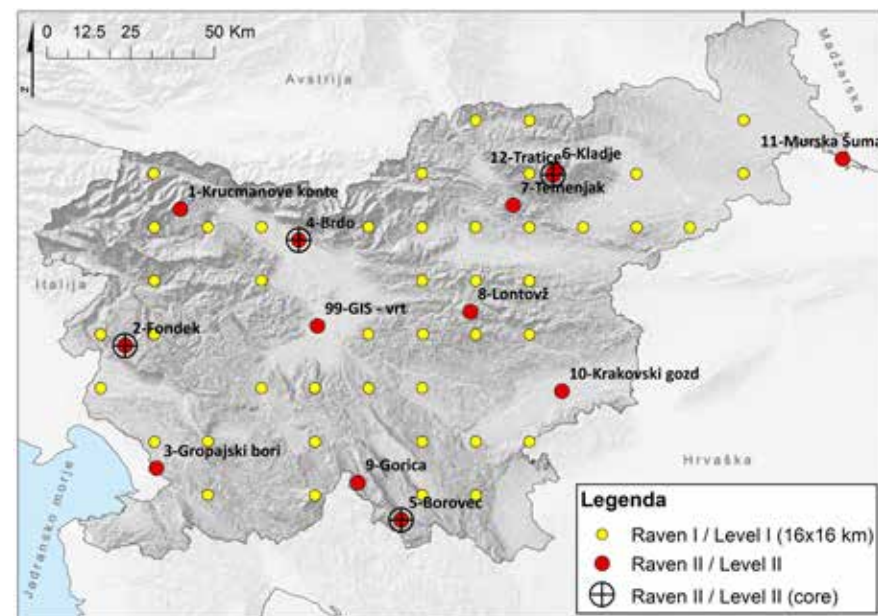 0 12.5 25 50 Km
z
Avstrija
Madžarska
11-Murska Šuma
12-Tratice
6-Kladje
7-Temenjak
1-Krucmanove konte
4-Brdo
Italija
99-GIS - vrt
8-Lontovž
2-Fondek
10-Krakovski gozd
3-Gropajski bori
9-Gorica
5-Borovec
Hrvaška
Jadransko morje
Legenda
Raven I / Level I (16x16 km)
Raven II / Level II
Raven II / Level II (core)